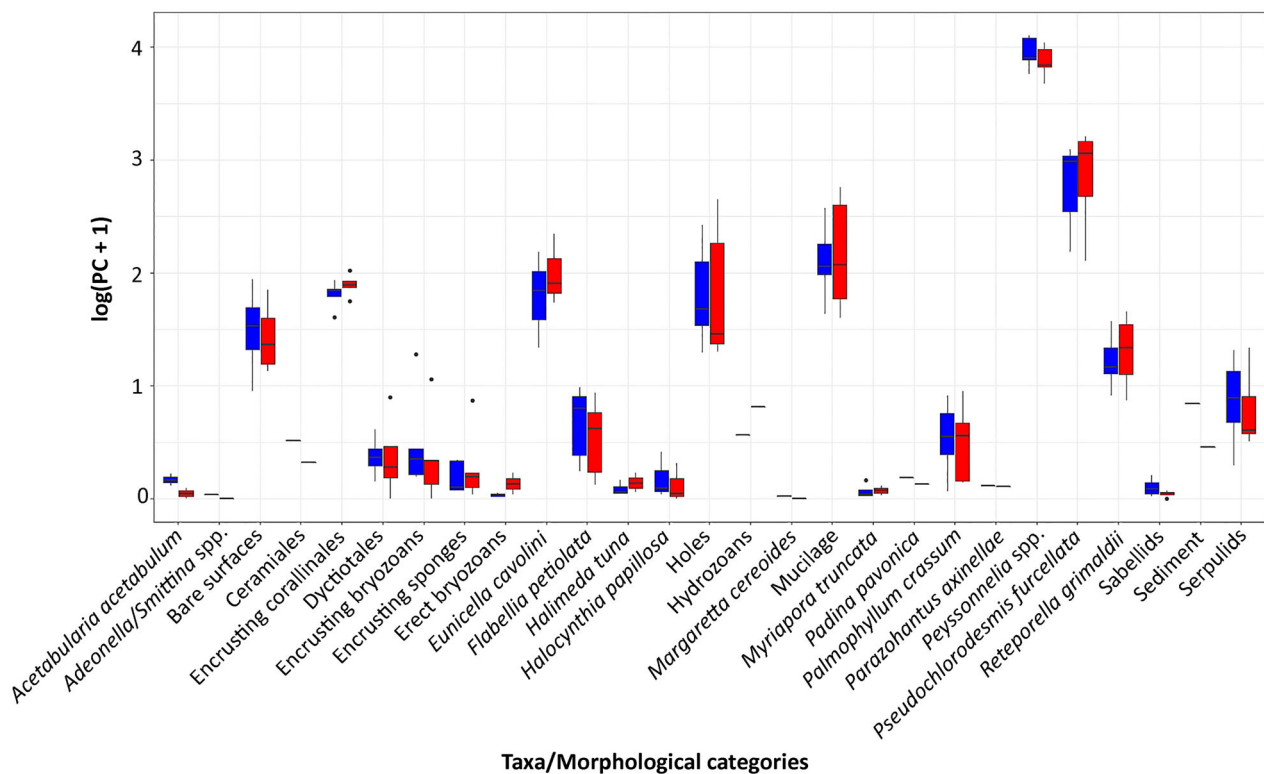 log(PC + 1)
4
3
2
1
0
Acetabularia acetabulum
Adeonella/Smittina spp.
Bare surfaces
Ceramiales
Encrusting corallinales
Dyctiotales
Encrusting bryozoans
Encrusting sponges
Erect bryozoans
Eunicella cavolini
Flabellia petiolata
Halimeda tuna
Halocynthia papillosa
Holes
Hydrozoans
Margaretta cereoides
Mucilage
Myriapora truncata
Padina pavonica
Palmophyllum crassum
Parazohantus axinellae
Peyssonnella spp.
Pseudochlorodesmis furcellata
Reteporella grimaldii
Sabellids
Sediment
Serpulids
Taxa/Morphological categories